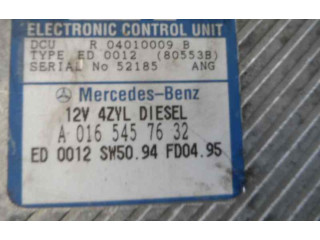 ELECTRONIC CONTROL UNIT
DCU R 04010009 B
TYPE ED 0012 (80553B)
SERIAL No 52185 ANG
Mercedes-Benz
12V 4ZYL DIESEL
A 016 545 76 32
ED 0012 SW50.94 FD04.95